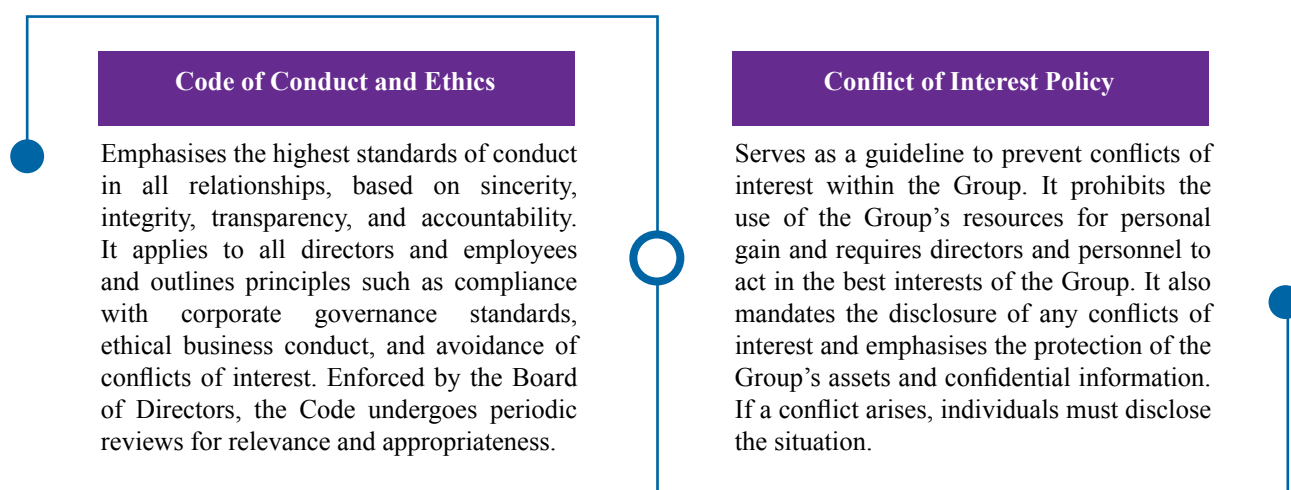 Code of Conduct and Ethics
Emphasises the highest standards of conduct
in all relationships, based on sincerity,
integrity, transparency, and accountability.
It applies to all directors and employees
and outlines principles such as compliance
with corporate governance standards,
ethical business conduct, and avoidance of
conflicts of interest. Enforced by the Board
of Directors, the Code undergoes periodic
reviews for relevance and appropriateness.
Conflict of Interest Policy
Serves as a guideline to prevent conflicts of
interest within the Group. It prohibits the
use of the Group’s resources for personal
gain and requires directors and personnel to
act in the best interests of the Group. It also
mandates the disclosure of any conflicts of
interest and emphasises the protection of the
Group’s assets and confidential information.
If a conflict arises, individuals must disclose
the situation.